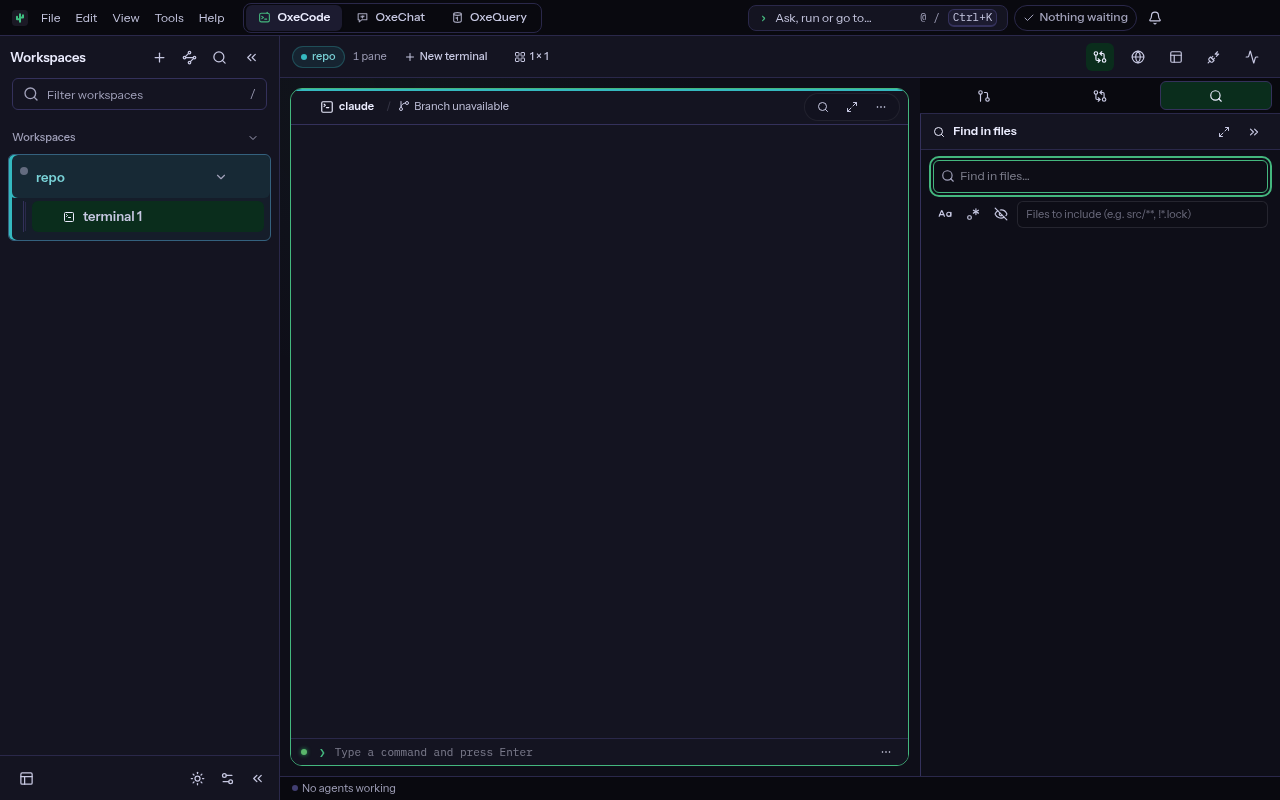 File Edit View Tools Help OxeCode OxeChat OxeQuery Ask, run or go to... @ / Ctrl+K Nothing waiting
Workspaces
Filter workspaces /
Workspaces
repo
terminal 1
repo 1 pane New terminal 1×1
claude / Branch unavailable
Type a command and press Enter
Find in files
Find in files...
Aa Files to include (e.g. src/**, !*.lock)
No agents working